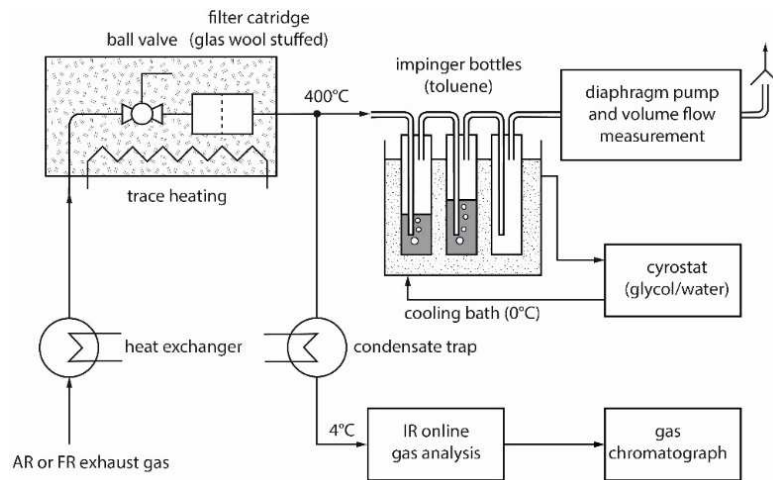 filter catridge
ball valve (glas wool stuffed)
400°C
impinger bottles
(toluene)
diaphragm pump
and volume flow
measurement
trace heating
cyrostat
(glycol/water)
cooling bath (0°C)
heat exchanger
condensate trap
4°C
IR online
gas analysis
gas
chromatograph
AR or FR exhaust gas